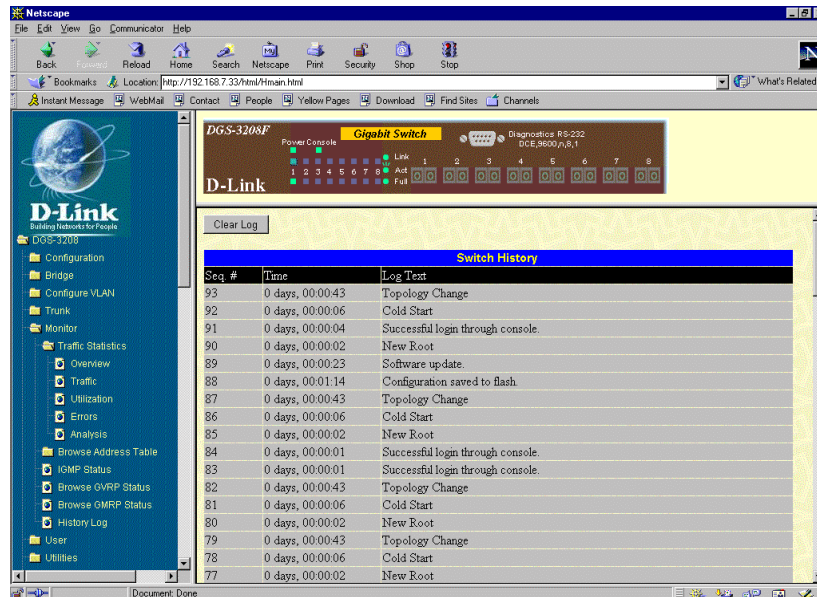 Netscape
File Edit View Go Communicator Help
Back Forward Reload Home Search Netscape Print Security Shop Stop
Bookmarks Location: http://192.168.7.33/html/Hmain.html What's Related
Instant Message WebMail Contact People Yellow Pages Download Find Sites Channels
D-Link
Building Networks for People
DGS-3208
Configuration
Bridge
Configure VLAN
Trunk
Monitor
Traffic Statistics
Overview
Traffic
Utilization
Errors
Analysis
Browse Address Table
IGMP Status
Browse GVRP Status
Browse GMRP Status
History Log
User
Utilities
DGS-3208F
Gigabit Switch
Power Console
Diagnostics RS-232
DCE,9600,n,8,1
Link
Act
Full
1 2 3 4 5 6 7 8
1 2 3 4 5 6 7 8
D-Link
Clear Log
Switch History
Seq. # Time Log Text
93 0 days, 00:00:43 Topology Change
92 0 days, 00:00:06 Cold Start
91 0 days, 00:00:04 Successful login through console.
90 0 days, 00:00:02 New Root
89 0 days, 00:00:23 Software update.
88 0 days, 00:01:14 Configuration saved to flash.
87 0 days, 00:00:43 Topology Change
86 0 days, 00:00:06 Cold Start
85 0 days, 00:00:02 New Root
84 0 days, 00:00:01 Successful login through console.
83 0 days, 00:00:01 Successful login through console.
82 0 days, 00:00:43 Topology Change
81 0 days, 00:00:06 Cold Start
80 0 days, 00:00:02 New Root
79 0 days, 00:00:43 Topology Change
78 0 days, 00:00:06 Cold Start
77 0 days, 00:00:02 New Root
Document: Done